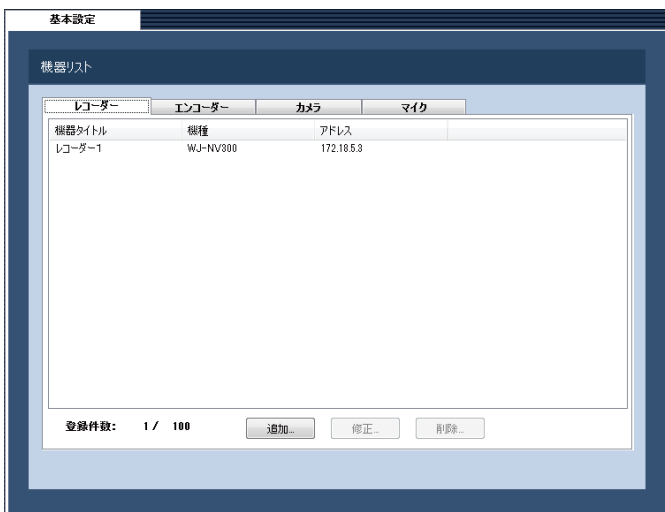 基本設定
機器リスト
レコーダー エンコーダー カメラ マイク
機器タイトル 機種 アドレス
レコーダー1 WJ-NV300 172.18.5.3
登録件数: 1 / 100 追加... 修正... 削除...